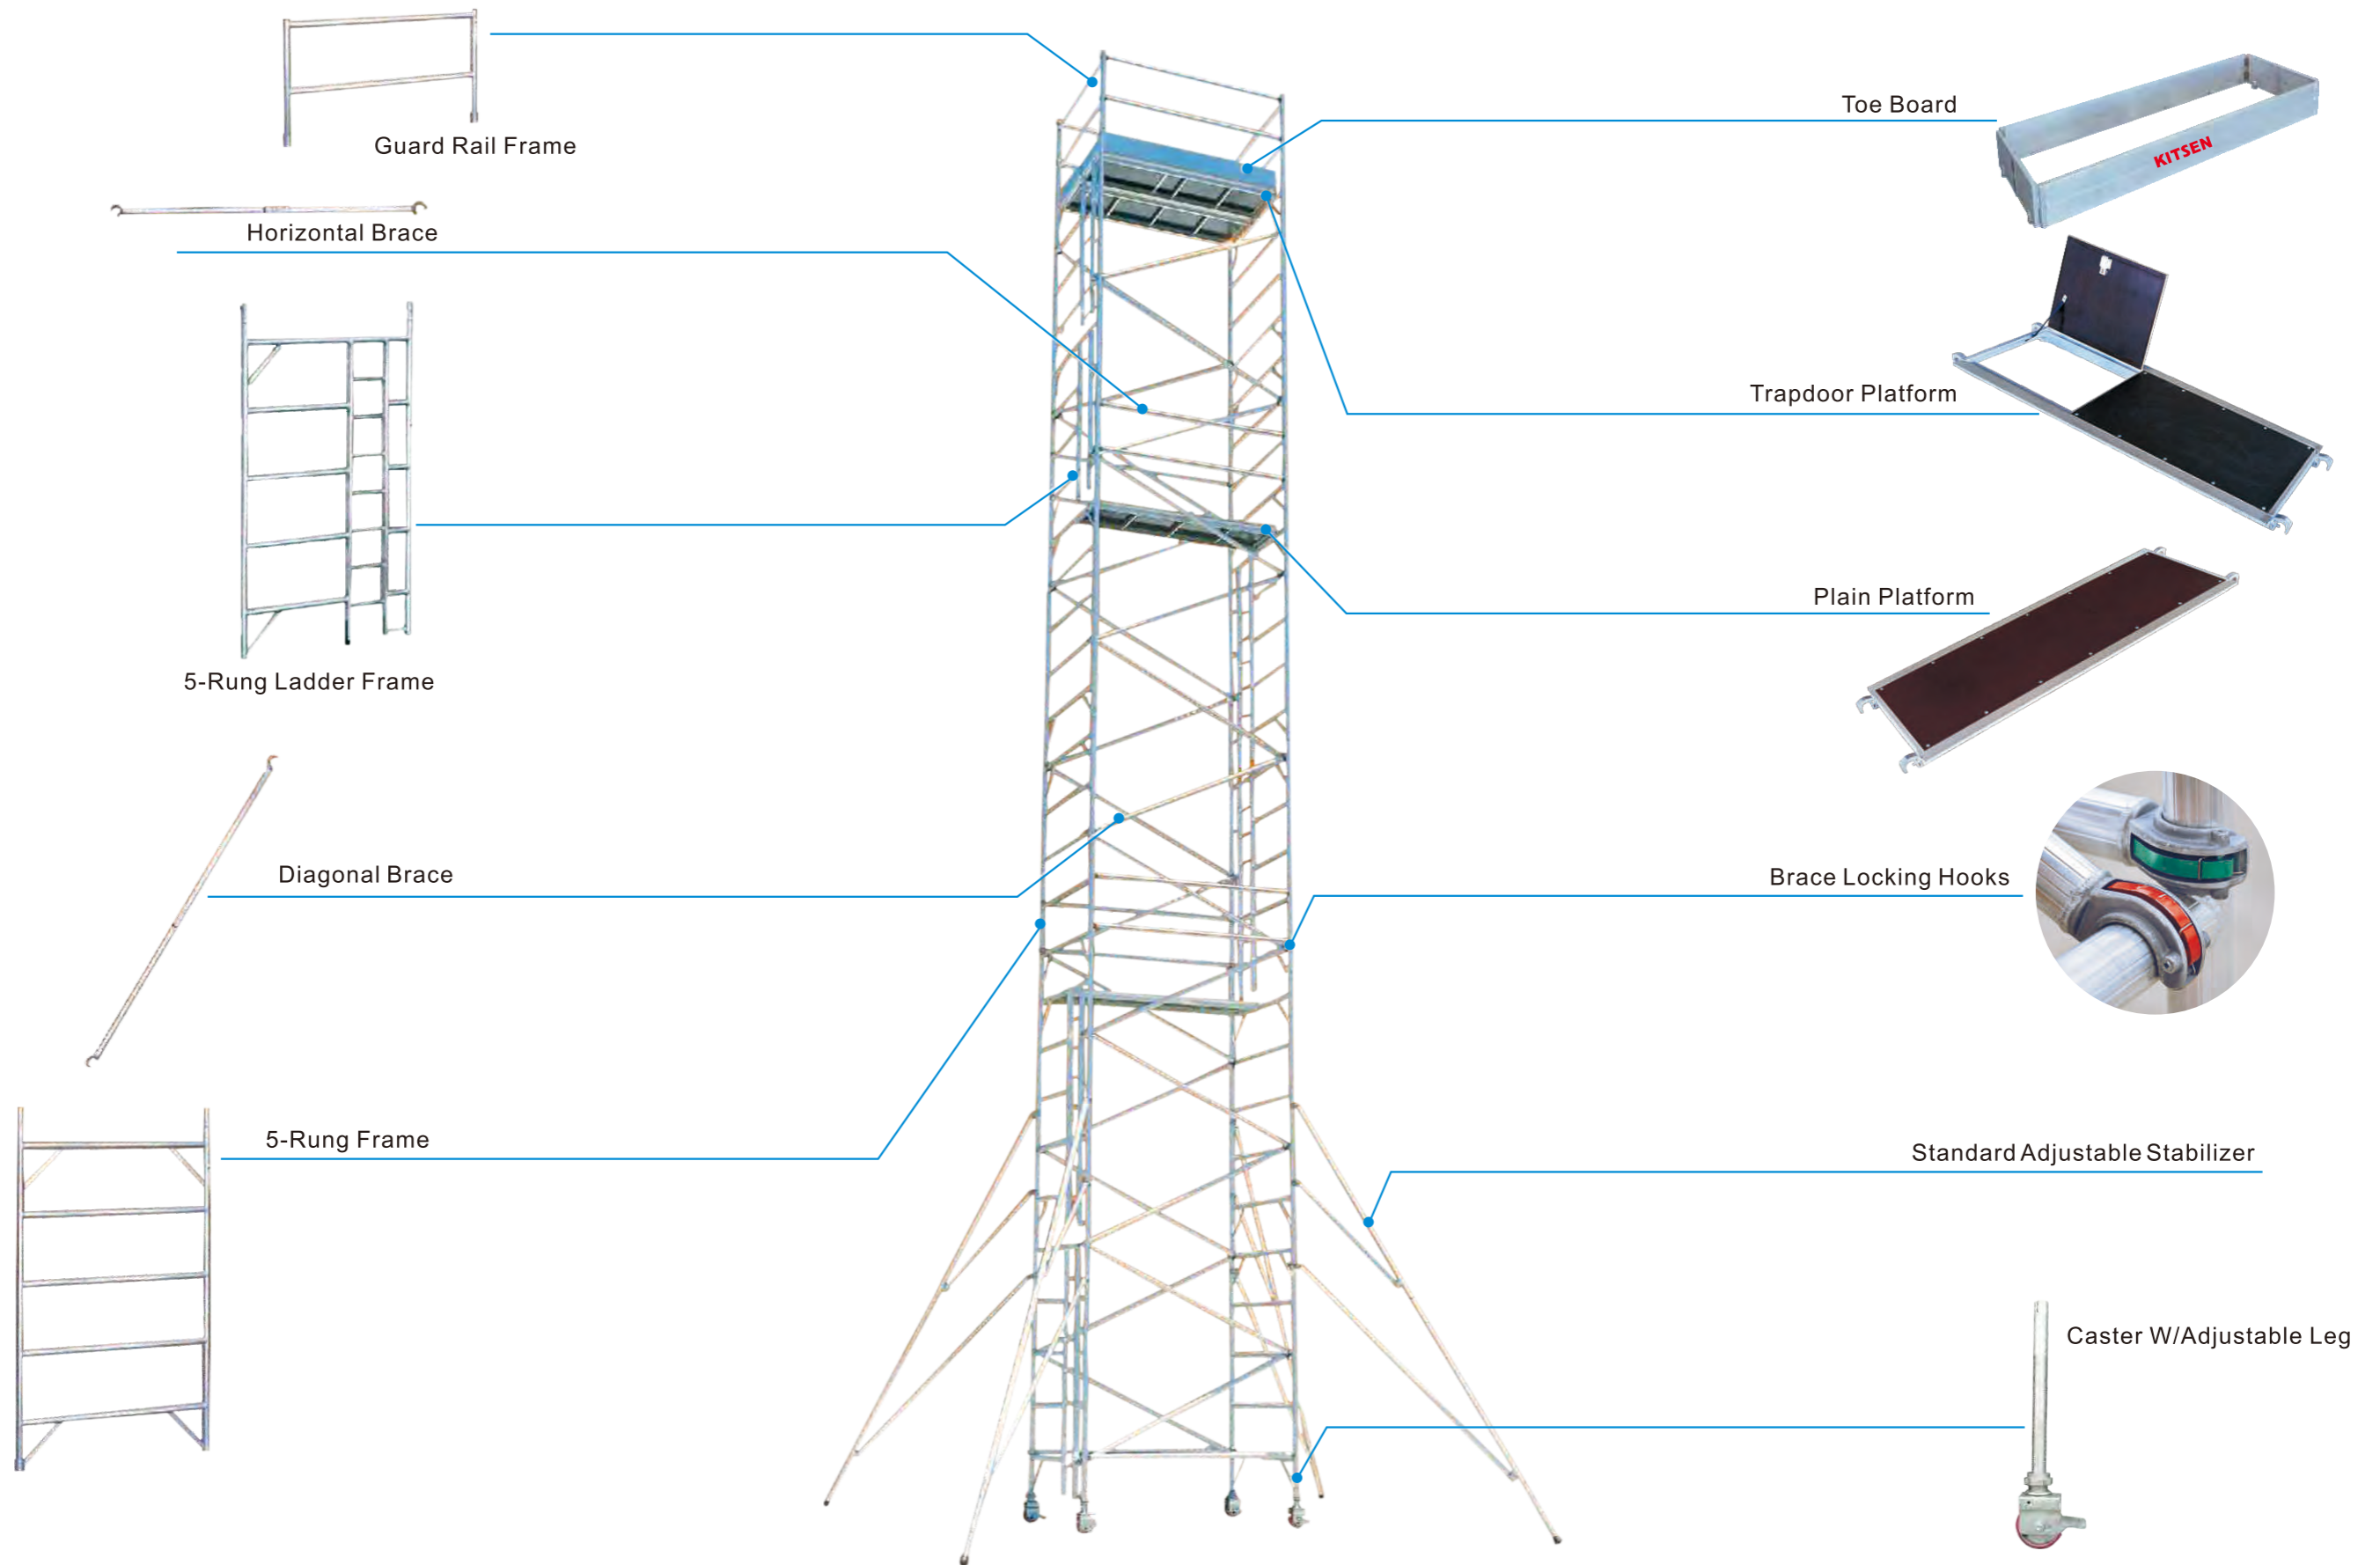 Guard Rail Frame
Horizontal Brace
5-Rung Ladder Frame
Diagonal Brace
5-Rung Frame
Toe Board
KITSEN
Trapdoor Platform
Plain Platform
Brace Locking Hooks
Standard Adjustable Stabilizer
Caster W/Adjustable Leg